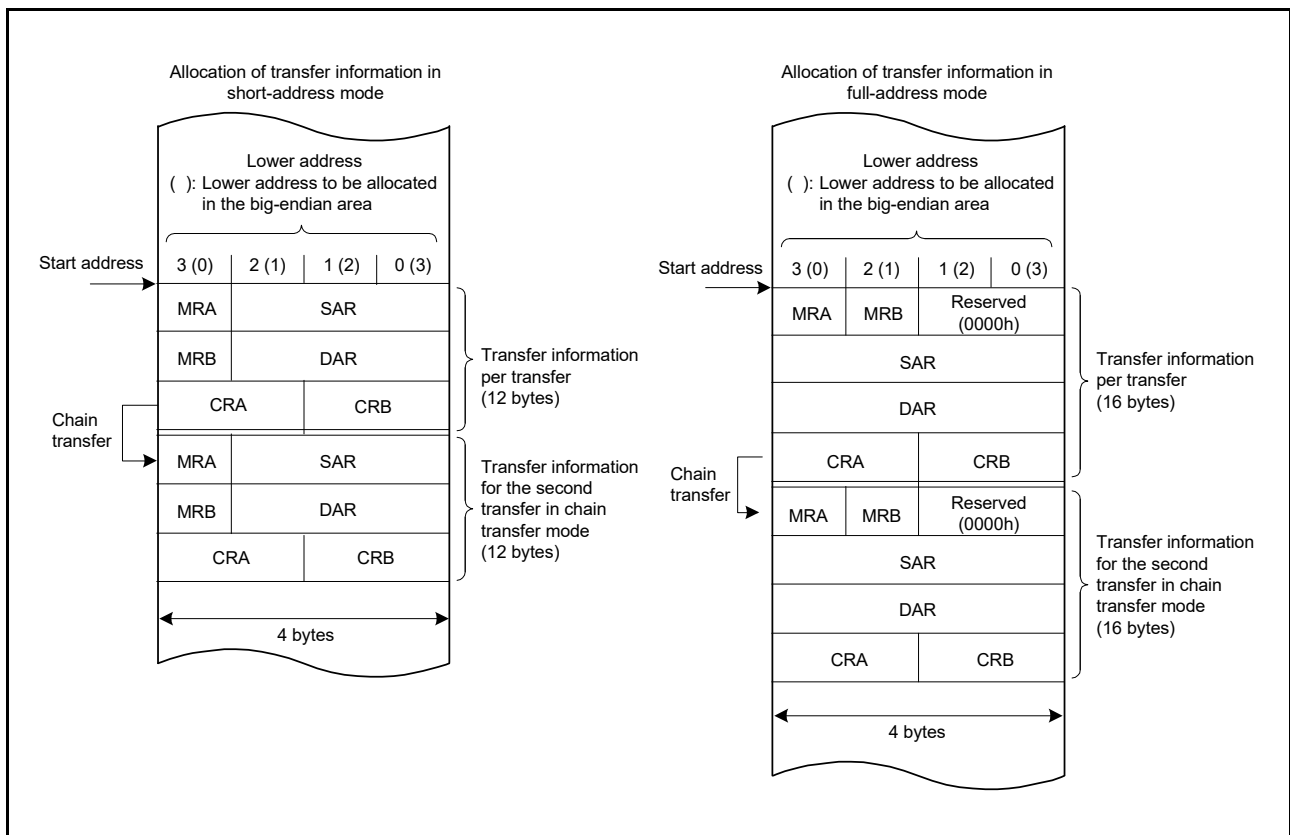 Allocation of transfer information in
short-address mode
Lower address
( ): Lower address to be allocated
in the big-endian area
Start address
3 (0) 2 (1) 1 (2) 0 (3)
MRA SAR
MRB DAR
CRA CRB
Transfer information
per transfer
(12 bytes)
Chain
transfer
MRA SAR
MRB DAR
CRA CRB
Transfer information
for the second
transfer in chain
transfer mode
(12 bytes)
4 bytes
Allocation of transfer information in
full-address mode
Lower address
( ): Lower address to be allocated
in the big-endian area
Start address
3 (0) 2 (1) 1 (2) 0 (3)
MRA MRB Reserved
(0000h)
SAR
DAR
CRA CRB
Transfer information
per transfer
(16 bytes)
Chain
transfer
MRA MRB Reserved
(0000h)
SAR
DAR
CRA CRB
Transfer information
for the second
transfer in chain
transfer mode
(16 bytes)
4 bytes